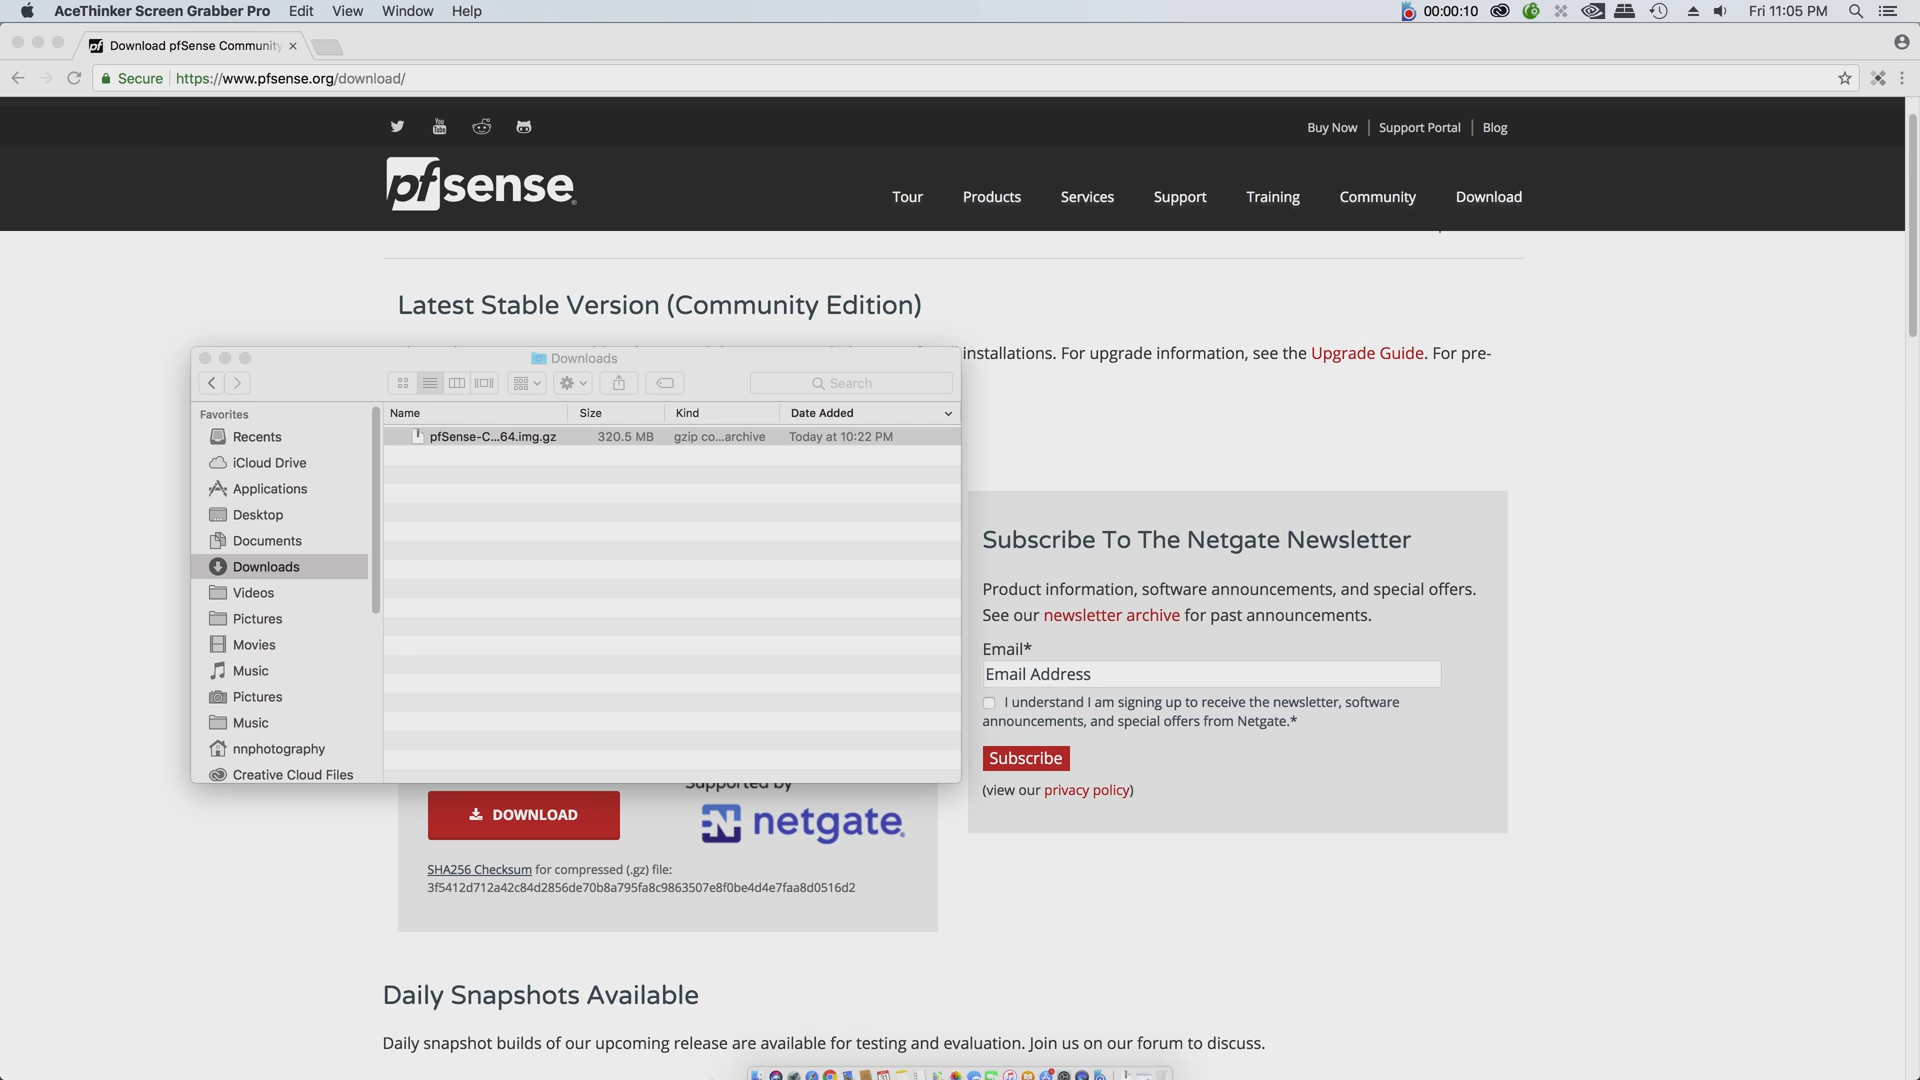 AceThinker Screen Grabber Pro Edit View Window Help 00:00:10 Fri 11:05 PM
Download pfSense Community
Secure https://www.pfsense.org/download/
You Tube
Buy Now Support Portal Blog
pfsense
Tour Products Services Support Training Community Download
Latest Stable Version (Community Edition)
installations. For upgrade information, see the Upgrade Guide. For pre-
Downloads
Search
Favorites
Recents
iCloud Drive
Applications
Desktop
Documents
Downloads
Videos
Pictures
Movies
Music
Pictures
Music
nnphotography
Creative Cloud Files
Name Size Kind Date Added
pfSense-C...64.img.gz 320.5 MB gzip co...archive Today at 10:22 PM
Supported by
DOWNLOAD
netgate
SHA256 Checksum for compressed (.gz) file:
3f5412d712a42c84d2856de70b8a795fa8c9863507e8f0be4d4e7faa8d0516d2
Subscribe To The Netgate Newsletter
Product information, software announcements, and special offers.
See our newsletter archive for past announcements.
Email*
Email Address
I understand I am signing up to receive the newsletter, software
announcements, and special offers from Netgate.*
Subscribe
(view our privacy policy)
Daily Snapshots Available
Daily snapshot builds of our upcoming release are available for testing and evaluation. Join us on our forum to discuss.